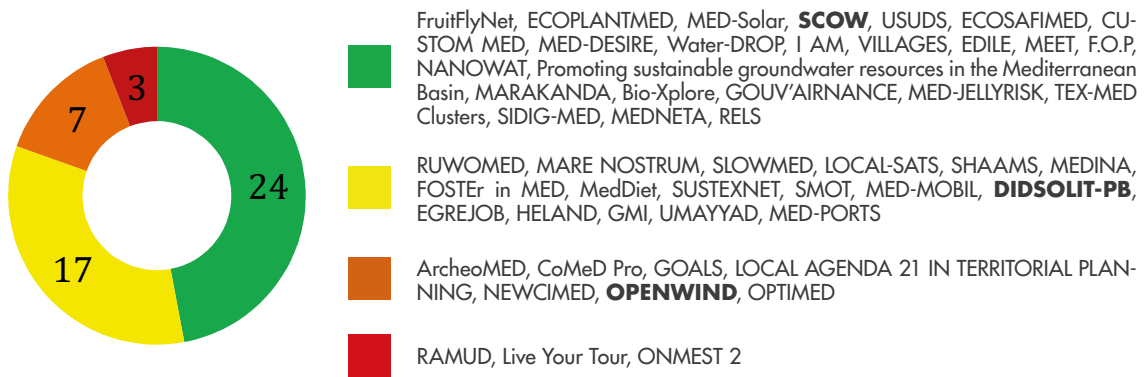 FruitFlyNet, ECOPLANTMED, MED-Solar, SCOW, USUDS, ECOSAFIMED, CU-
STOM MED, MED-DESIRE, Water-DROP, I AM, VILLAGES, EDILE, MEET, F.O.P,
NANOWAT, Promoting sustainable groundwater resources in the Mediterranean
Basin, MARAKANDA, Bio-Xplore, GOUV'AIRNANCE, MED-JELLYRISK, TEX-MED
Clusters, SIDIG-MED, MEDNETA, RELS
3
7
24
17
RUWOMED, MARE NOSTRUM, SLOWMED, LOCAL-SATS, SHAAMS, MEDINA,
FOSTEr in MED, MedDiet, SUSTEXNET, SMOT, MED-MOBIL, DIDSOLIT-PB,
EGREJOB, HELAND, GMI, UMAYYAD, MED-PORTS
ArcheoMED, CoMeD Pro, GOALS, LOCAL AGENDA 21 IN TERRITORIAL PLAN-
NING, NEWCIMED, OPENWIND, OPTIMED
RAMUD, Live Your Tour, ONMEST 2